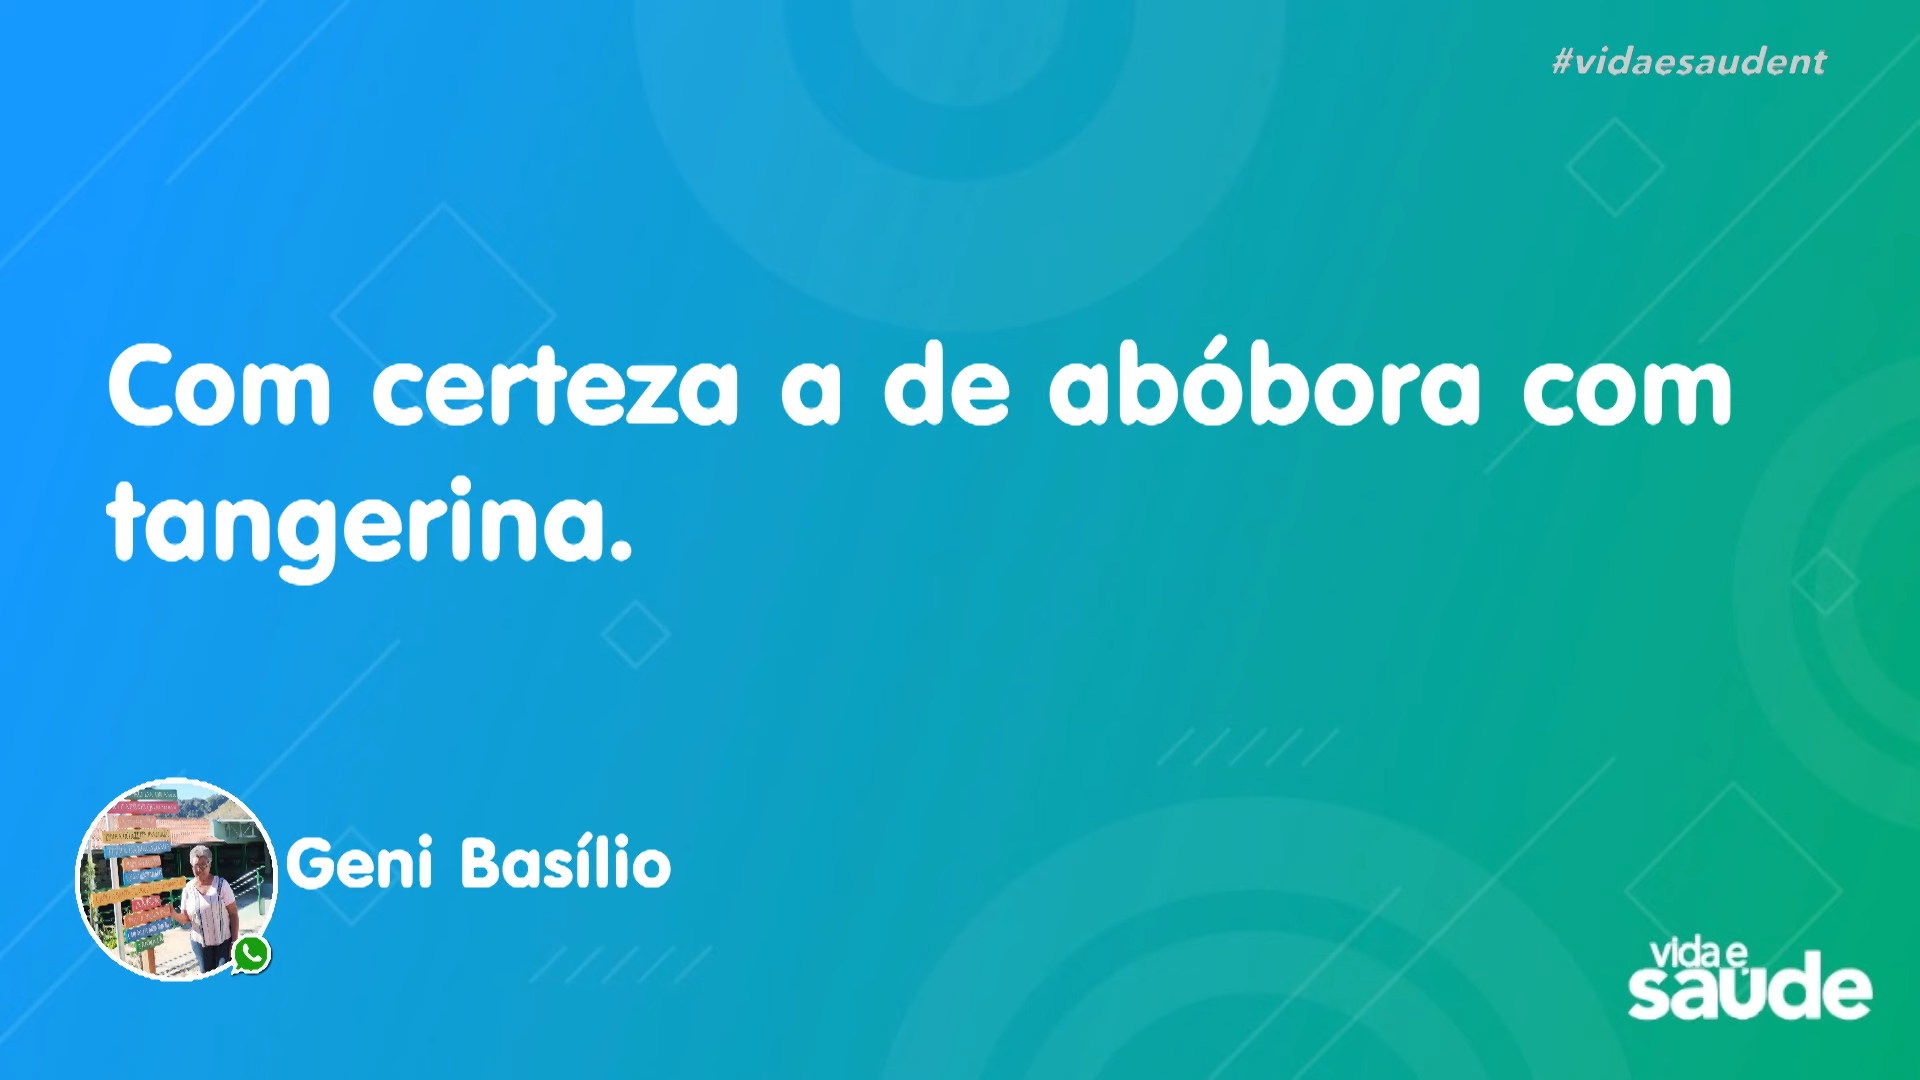 #vidaesaudent
Com certeza a de abóbora com
tangerina.
Geni Basílio
vida e
saúde